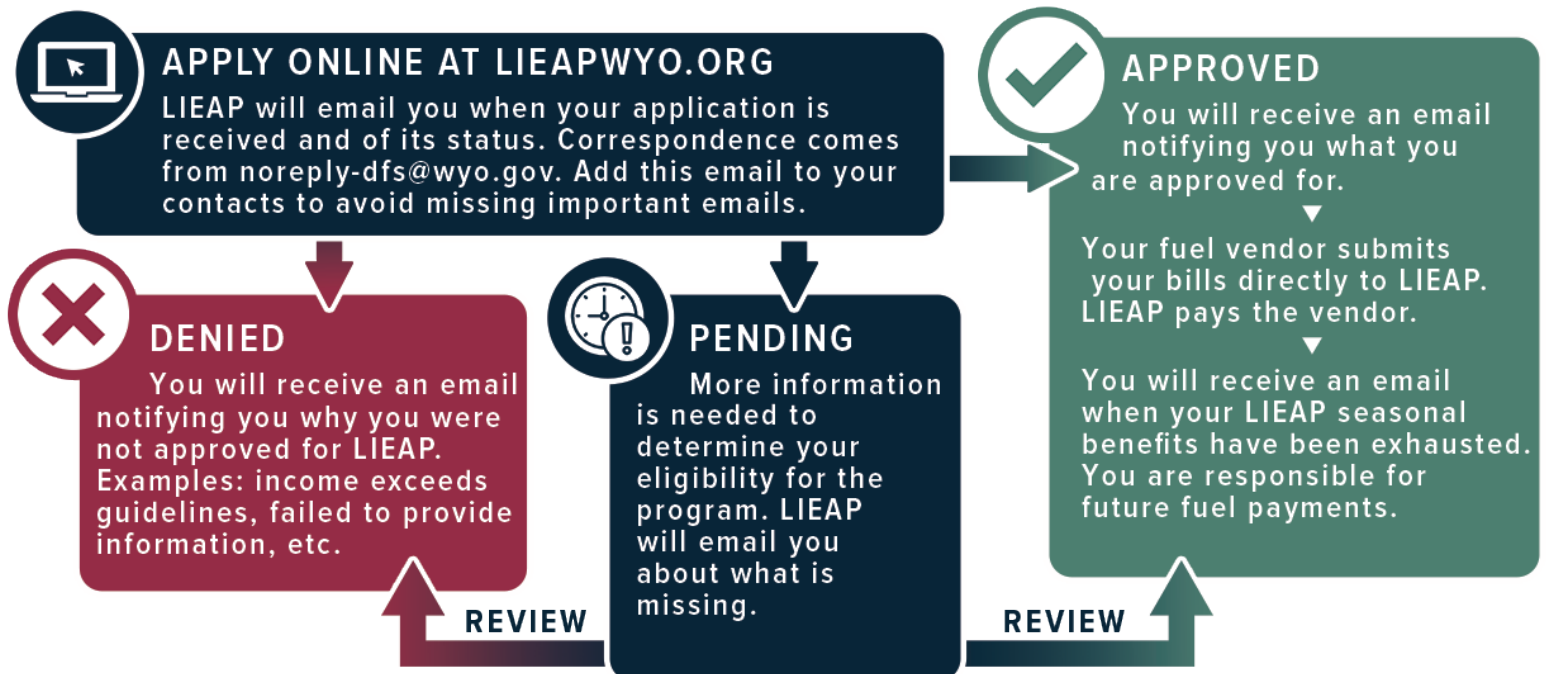 APPLY ONLINE AT LIEAPWYO.ORG
LIEAP will email you when your application is
received and of its status. Correspondence comes
from noreply-dfs@wyo.gov. Add this email to your
contacts to avoid missing important emails.
DENIED
You will receive an email
notifying you why you were
not approved for LIEAP.
Examples: income exceeds
guidelines, failed to provide
information, etc.
PENDING
More information
is needed to
determine your
eligibility for the
program. LIEAP
will email you
about what is
missing.
REVIEW
REVIEW
APPROVED
You will receive an email
notifying you what you
are approved for.
Your fuel vendor submits
your bills directly to LIEAP.
LIEAP pays the vendor.
You will receive an email
when your LIEAP seasonal
benefits have been exhausted.
You are responsible for
future fuel payments.